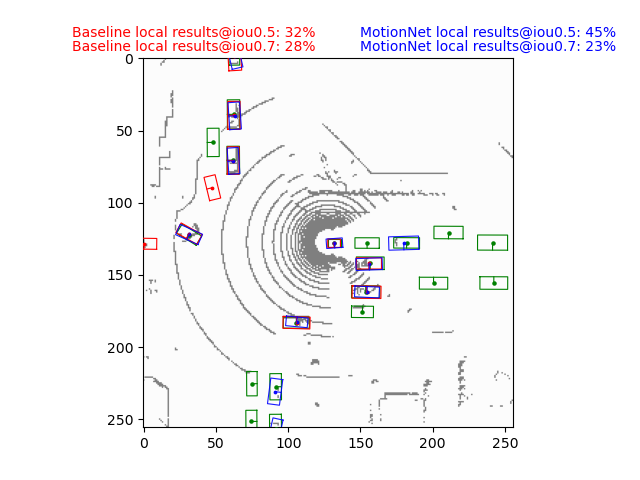 Baseline local results@iou0.5: 32%
Baseline local results@iou0.7: 28%
MotionNet local results@iou0.5: 45%
MotionNet local results@iou0.7: 23%
0
50
100
150
200
250
0 50 100 150 200 250